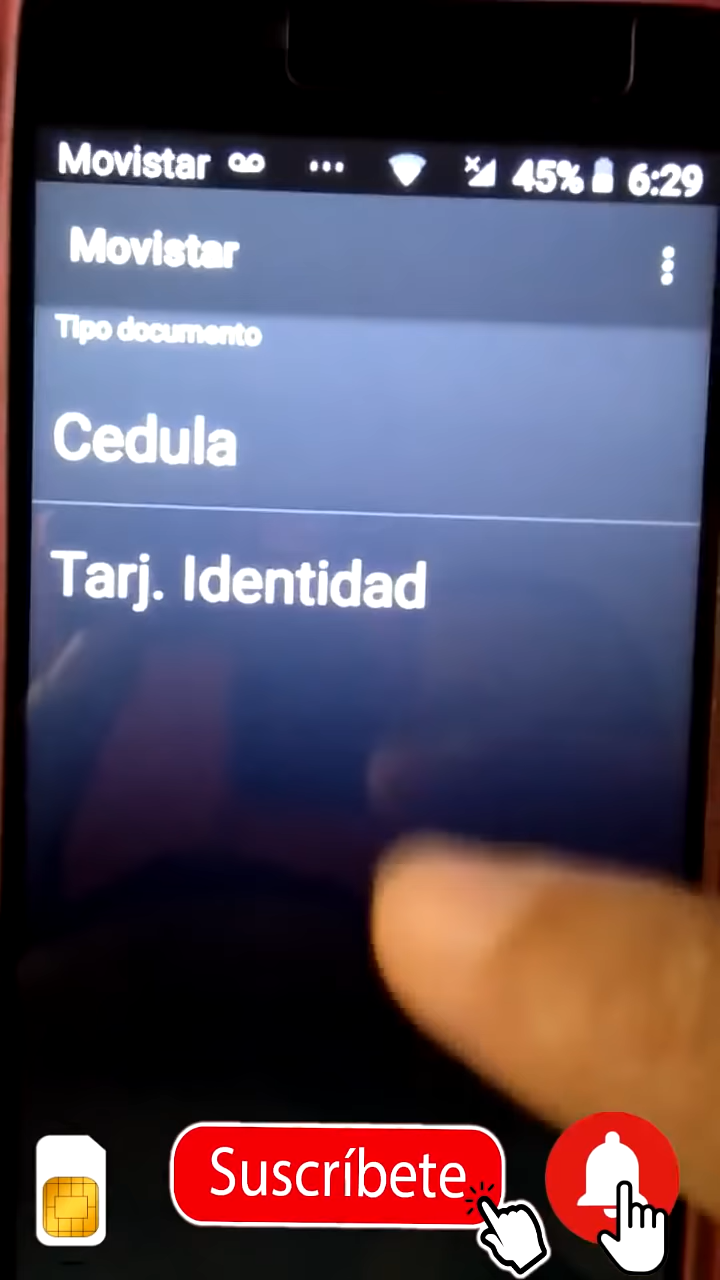 Movistar ... 45% 6:29
Movistar
Tipo documento
Cedula
Tarj. Identidad
Suscríbete